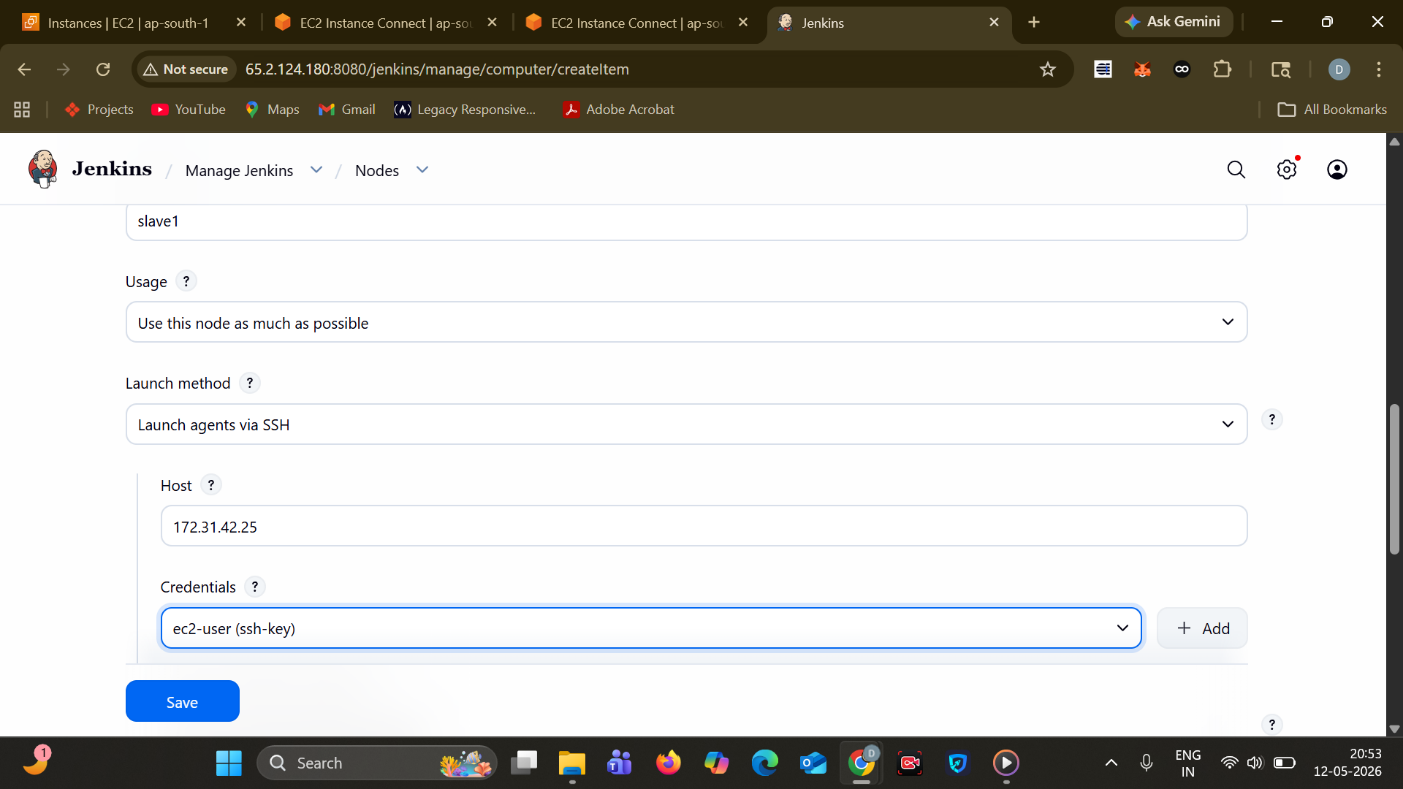 Instances | EC2 | ap-south-1
EC2 Instance Connect | ap-sou
EC2 Instance Connect | ap-sou
Jenkins
Ask Gemini
Not secure
65.2.124.180:8080/jenkins/manage/computer/createItem
D
Projects
YouTube
Maps
Gmail
Legacy Responsive...
Adobe Acrobat
All Bookmarks
Jenkins / Manage Jenkins / Nodes
slave1
Usage ?
Use this node as much as possible
Launch method ?
Launch agents via SSH
?
Host ?
172.31.42.25
Credentials ?
ec2-user (ssh-key)
+ Add
Save
?
1
Search
D
ENG
IN
20:53
12-05-2026